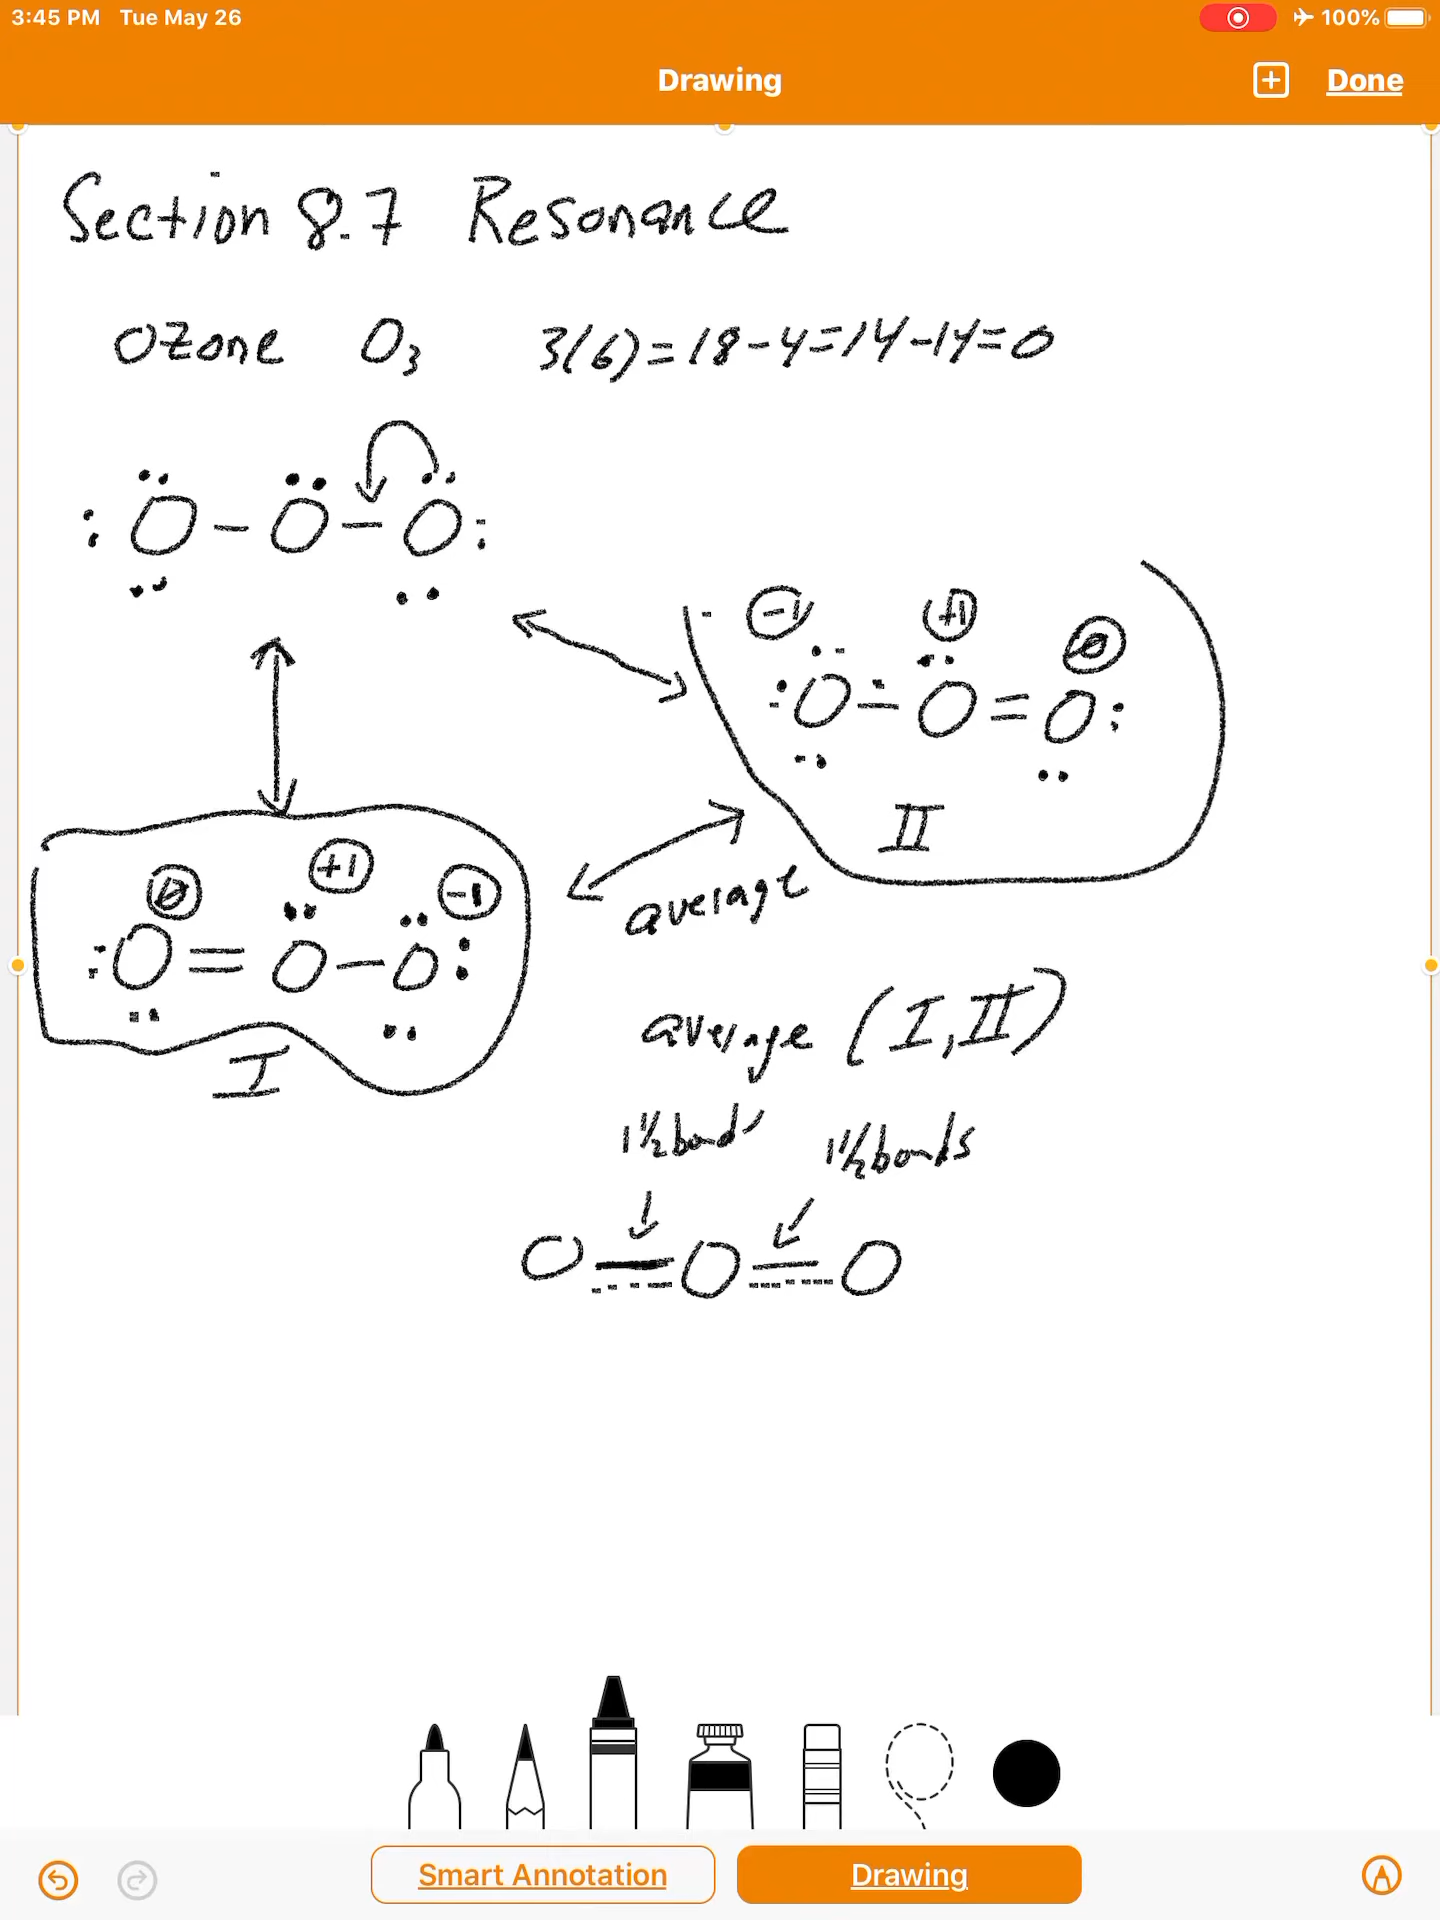 3:45 PM Tue May 26
100%
Drawing
Done
Section 8.7 Resonance
Ozone O₃ 3(6)=18-4=14-14=0
:Ö-Ö-Ö:
-1 +1 0
:Ö-Ö=O:
II
0 +1 -1
:O=Ö-Ö:
I
average
average (I,II)
1½ bonds 1½ bonds
O O O
Smart Annotation
Drawing